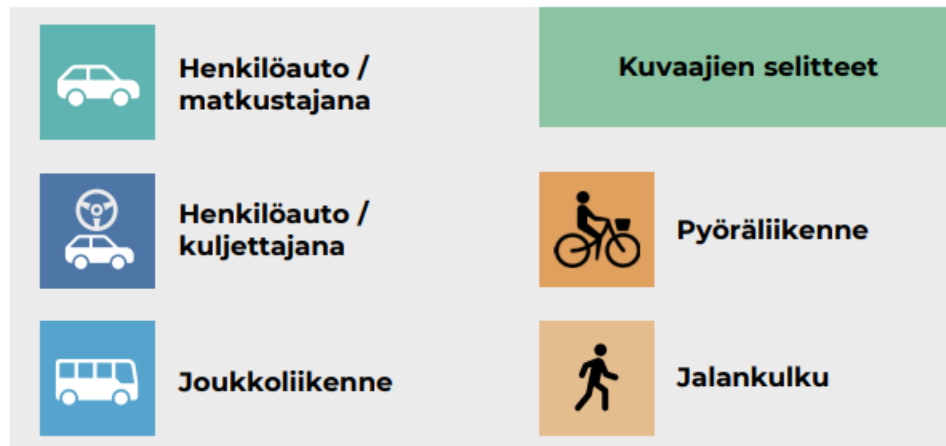 Henkilöauto /
matkustajana
Henkilöauto /
kuljettajana
Joukkoliikenne
Kuvaajien selitteet
Pyöräliikenne
Jalankulku